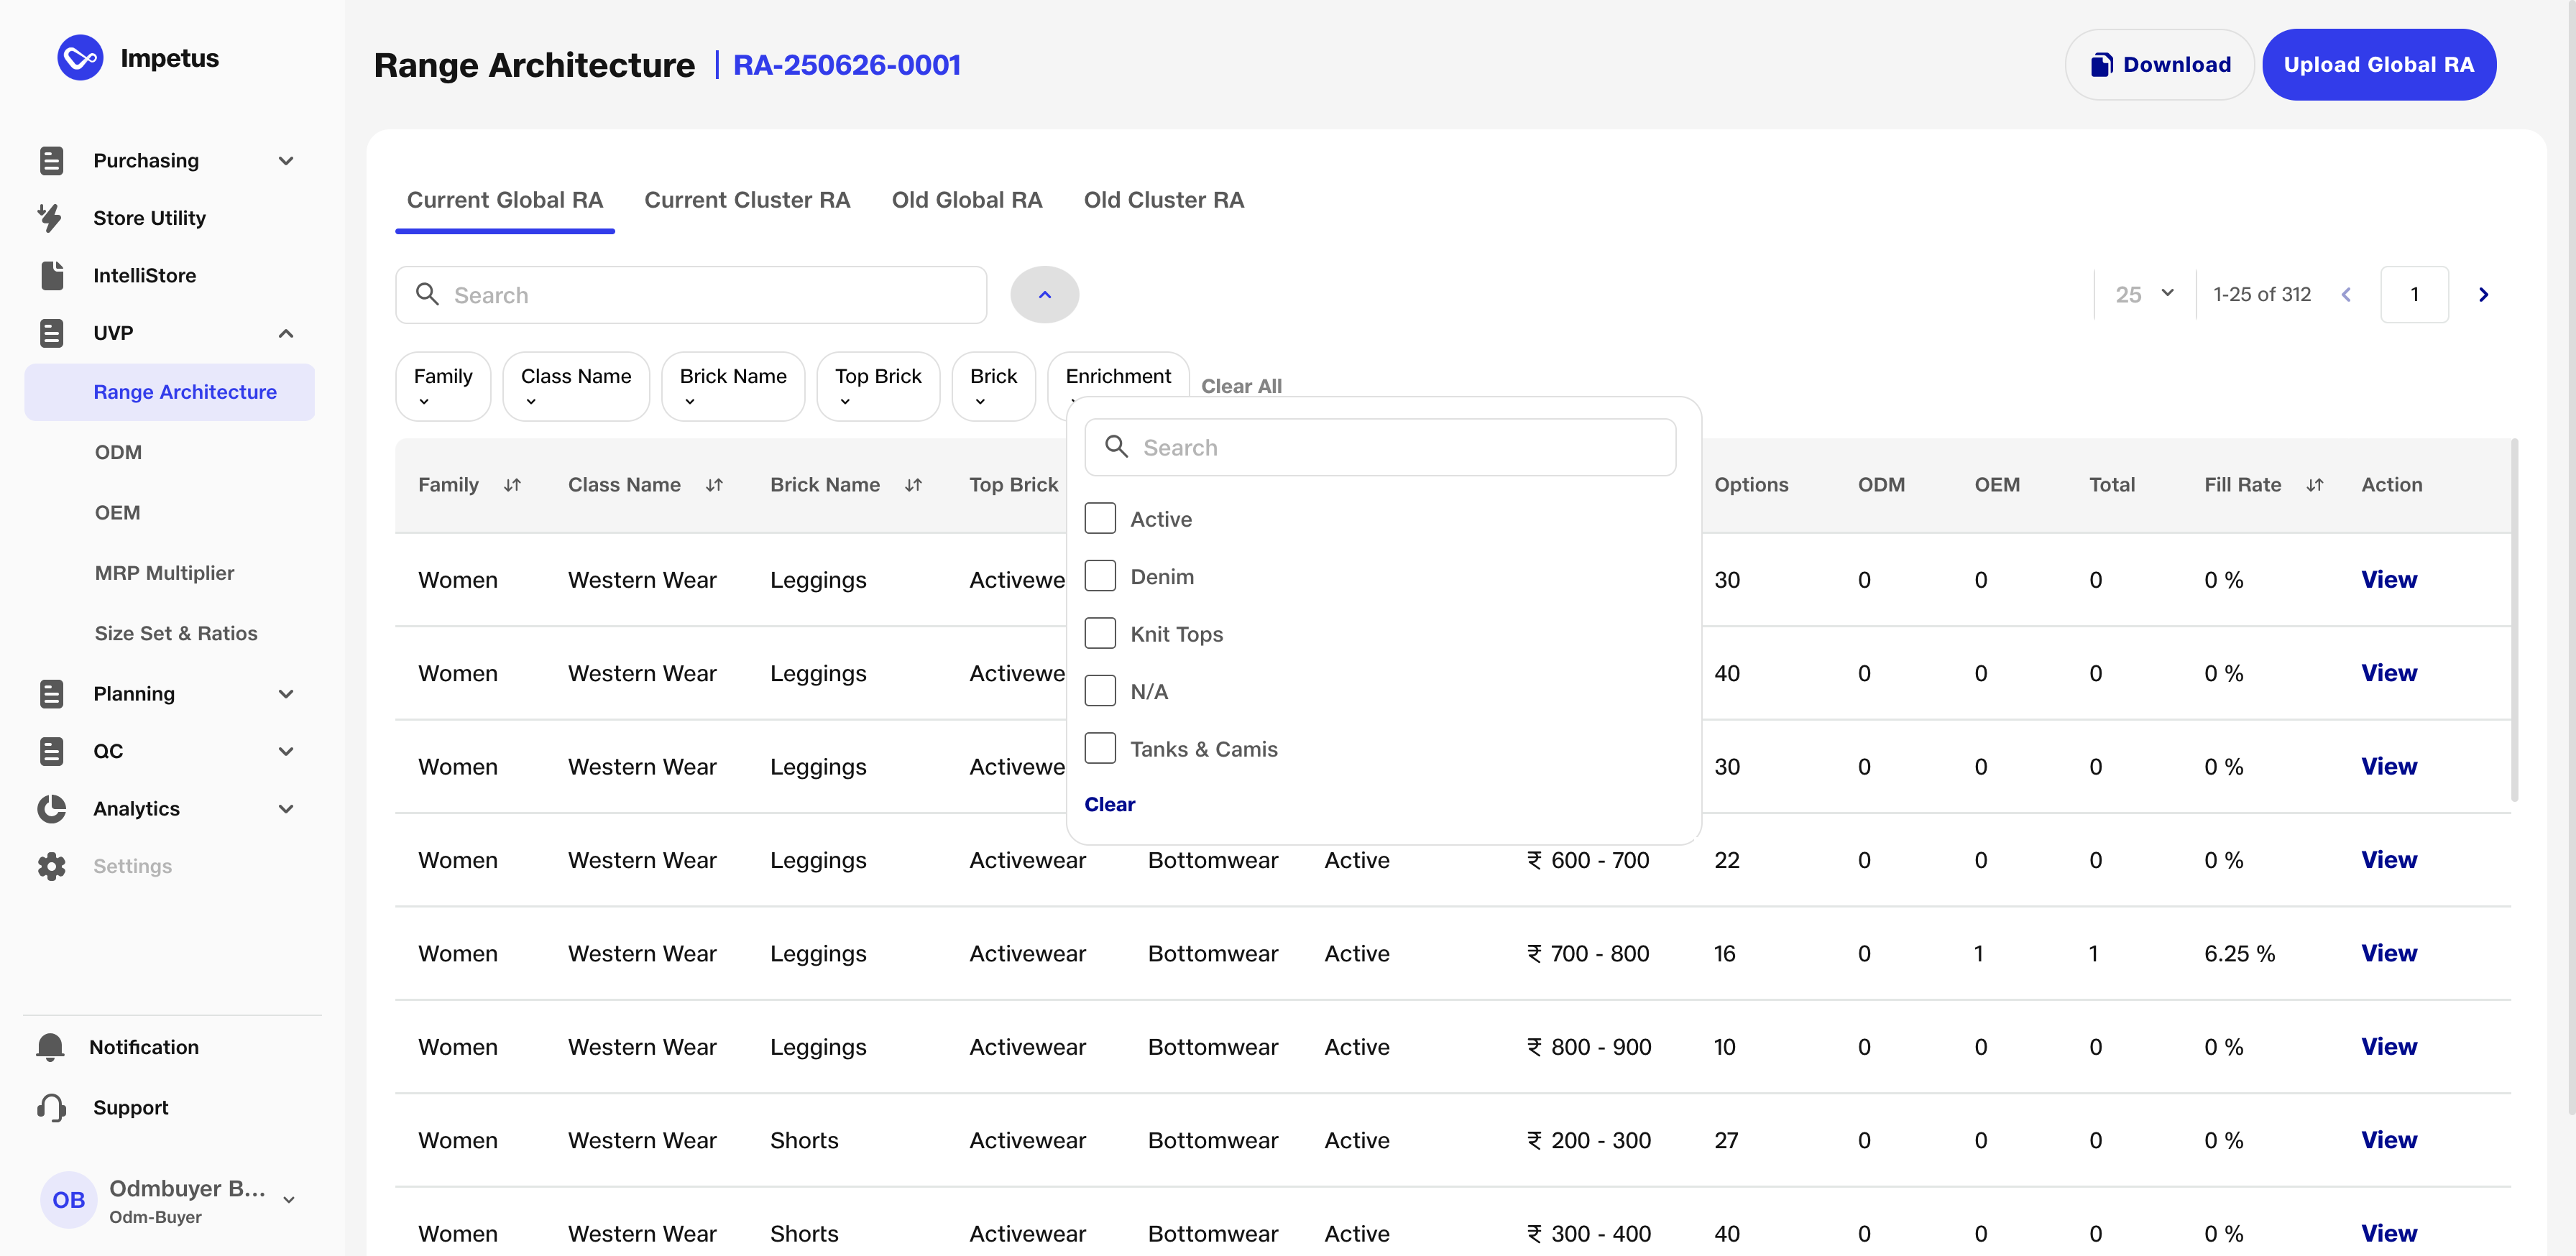 Impetus
Purchasing
Store Utility
IntelliStore
UVP
Range Architecture
ODM
OEM
MRP Multiplier
Size Set & Ratios
Planning
QC
Analytics
Settings
Notification
Support
OB
Odmbuyer B...
Odm-Buyer
Range Architecture | RA-250626-0001
Download
Upload Global RA
Current Global RA Current Cluster RA Old Global RA Old Cluster RA
Search
25 1-25 of 312 1
Family Class Name Brick Name Top Brick Brick Enrichment Clear All
Search
Active
Denim
Knit Tops
N/A
Tanks & Camis
Clear
Family Class Name Brick Name Top Brick Options ODM OEM Total Fill Rate Action
Women Western Wear Leggings Activewe 30 0 0 0 0 % View
Women Western Wear Leggings Activewe 40 0 0 0 0 % View
Women Western Wear Leggings Activewe 30 0 0 0 0 % View
Women Western Wear Leggings Activewear Bottomwear Active ₹ 600 - 700 22 0 0 0 0 % View
Women Western Wear Leggings Activewear Bottomwear Active ₹ 700 - 800 16 0 1 1 6.25 % View
Women Western Wear Leggings Activewear Bottomwear Active ₹ 800 - 900 10 0 0 0 0 % View
Women Western Wear Shorts Activewear Bottomwear Active ₹ 200 - 300 27 0 0 0 0 % View
Women Western Wear Shorts Activewear Bottomwear Active ₹ 300 - 400 40 0 0 0 0 % View